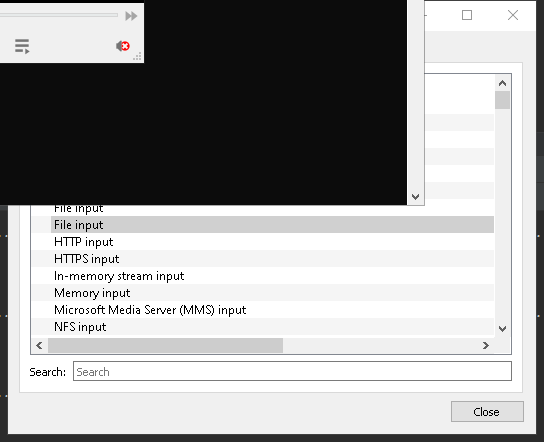 File input
File input
HTTP input
HTTPS input
In-memory stream input
Memory input
Microsoft Media Server (MMS) input
NFS input
Search: Search
Close